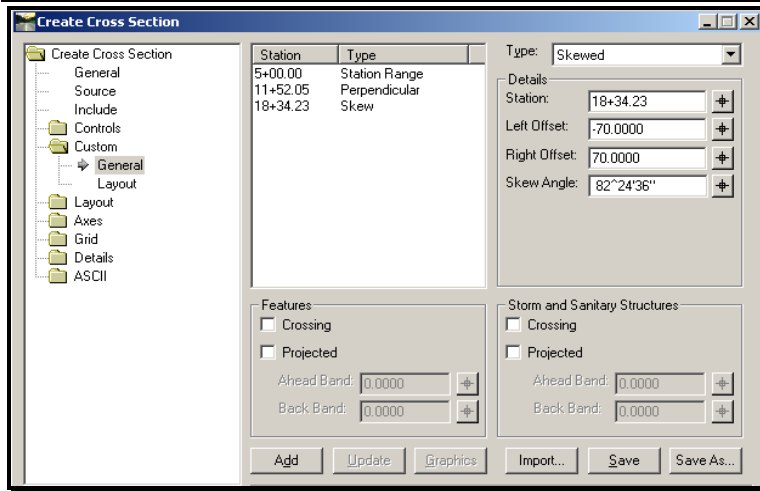 Create Cross Section
Create Cross Section
General
Source
Include
Controls
Custom
General
Layout
Layout
Axes
Grid
Details
ASCII
Station Type
5+00.00 Station Range
11+52.05 Perpendicular
18+34.23 Skew
Type: Skewed
Details
Station: 18+34.23
Left Offset: -70.0000
Right Offset: 70.0000
Skew Angle: 82^24'36"
Features
Crossing
Projected
Ahead Band: 0.0000
Back Band: 0.0000
Storm and Sanitary Structures
Crossing
Projected
Ahead Band: 0.0000
Back Band: 0.0000
Add Update Graphics Import... Save Save As...